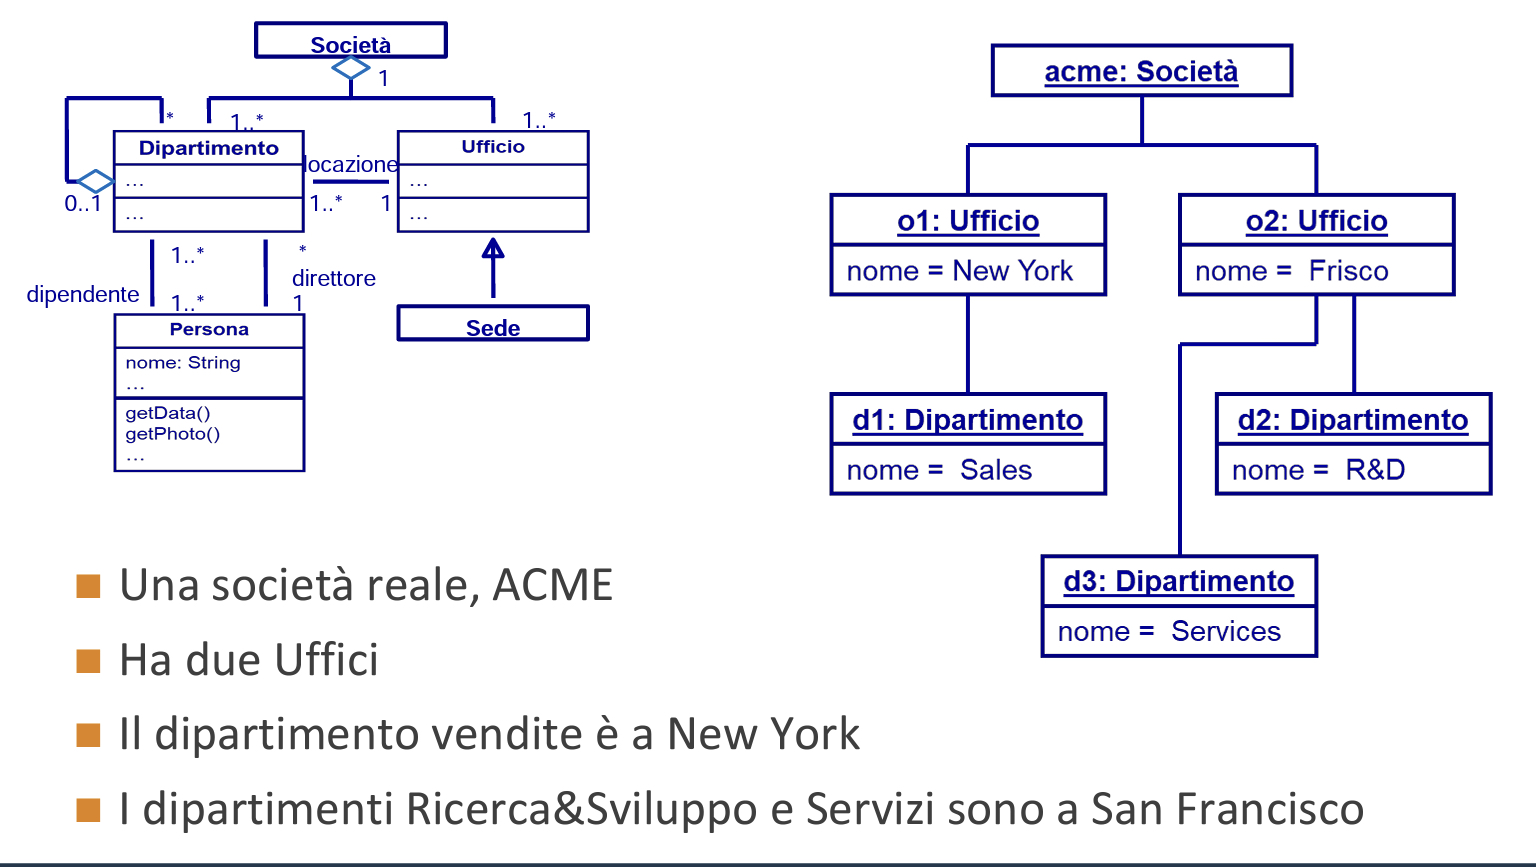 Società
1
*
1..*
1..*
Dipartimento
...
...
locazione
1..*
1
Ufficio
...
...
0..1
1..*
dipendente
1..*
*
direttore
1
Persona
nome: String
...
getData()
getPhoto()
...
Sede
acme: Società
o1: Ufficio
nome = New York
o2: Ufficio
nome = Frisco
d1: Dipartimento
nome = Sales
d2: Dipartimento
nome = R&D
d3: Dipartimento
nome = Services
Una società reale, ACME
Ha due Uffici
Il dipartimento vendite è a New York
I dipartimenti Ricerca&Sviluppo e Servizi sono a San Francisco